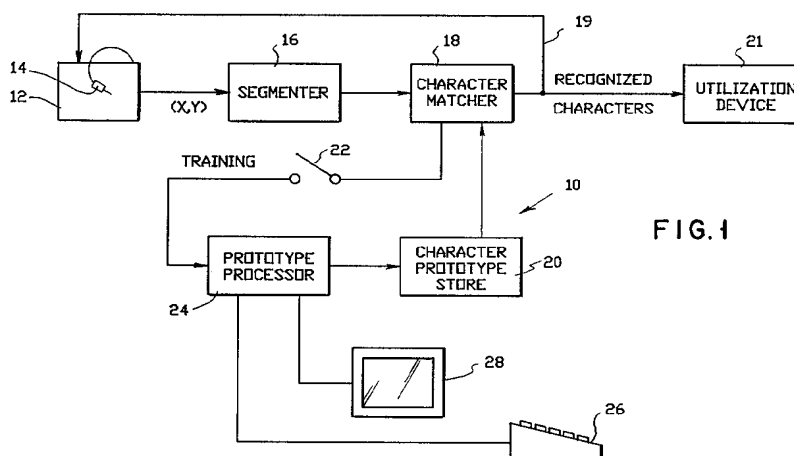 19
16
18
21
14
12
(X,Y)
SEGMENTER
CHARACTER
MATCHER
RECOGNIZED
CHARACTERS
UTILIZATION
DEVICE
TRAINING
22
10
FIG.1
PROTOTYPE
PROCESSOR
24
CHARACTER
PROTOTYPE
STORE
20
28
26